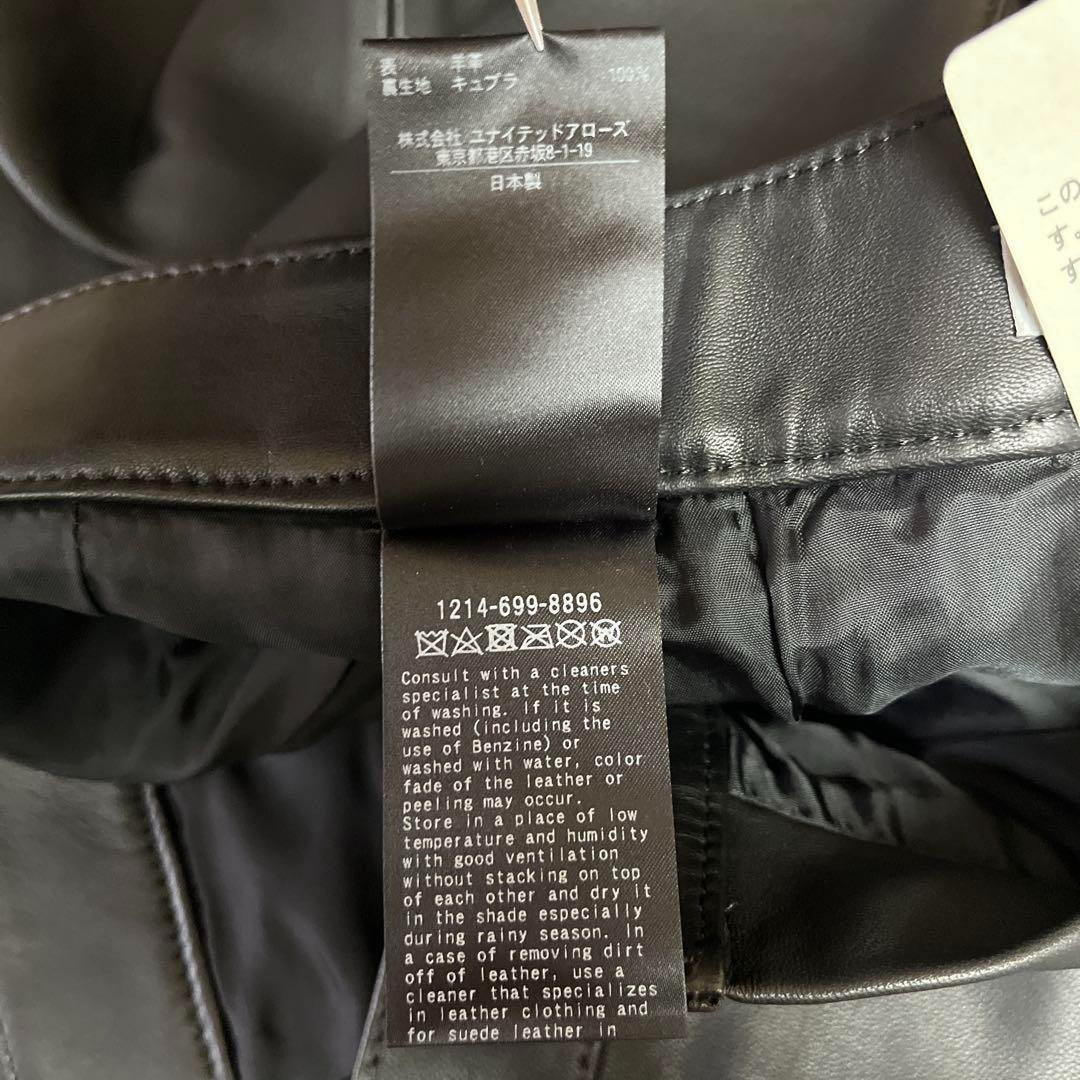 表 羊革
裏生地 キュプラ 100%
株式会社 ユナイテッドアローズ
東京都港区赤坂8-1-19
日本製
1214-699-8896
Consult with a cleaners
specialist at the time
of washing. If it is
washed (including the
use of Benzine) or
washed with water, color
fade of the leather or
peeling may occur.
Store in a place of low
temperature and humidity
with good ventilation
without stacking on top
of each other and dry it
in the shade especially
during rainy season. In
a case of removing dirt
off of leather, use a
cleaner that specializes
in leather clothing and
for suede leather in
この
す。
す